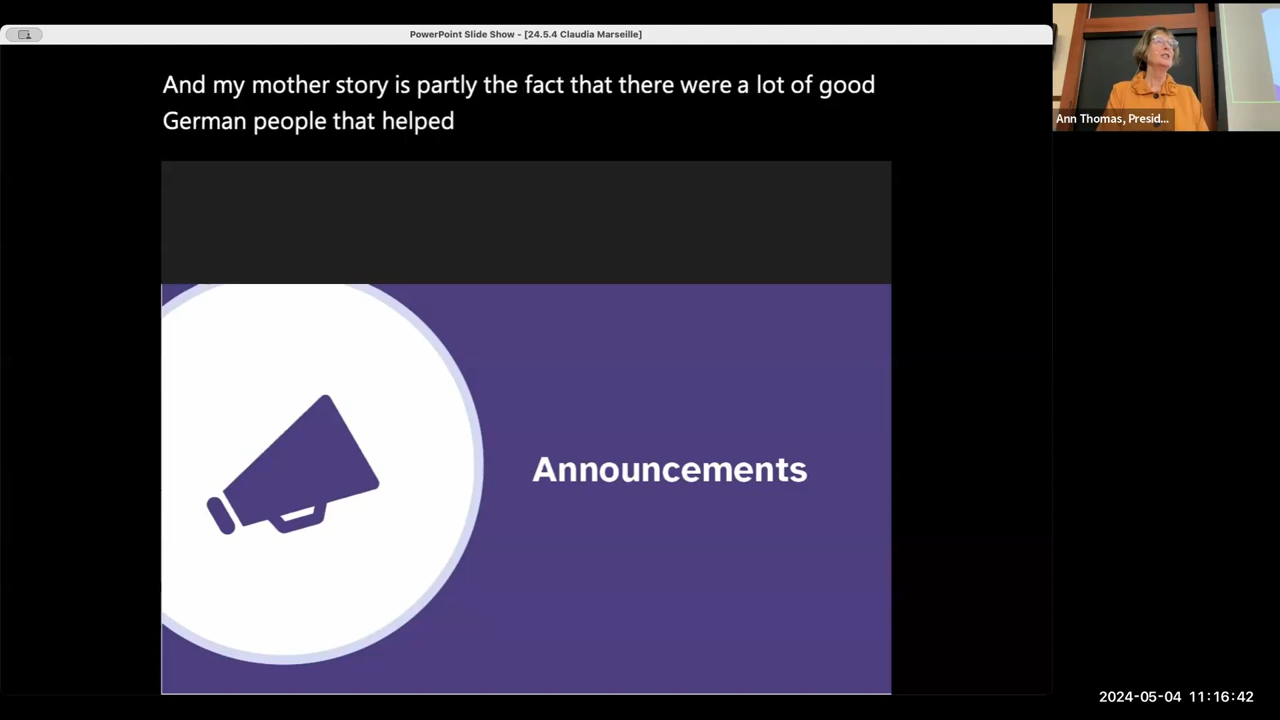 PowerPoint Slide Show - [24.5.4 Claudia Marseille]
And my mother story is partly the fact that there were a lot of good
German people that helped
Ann Thomas, Presid...
Announcements
2024-05-04 11:16:42